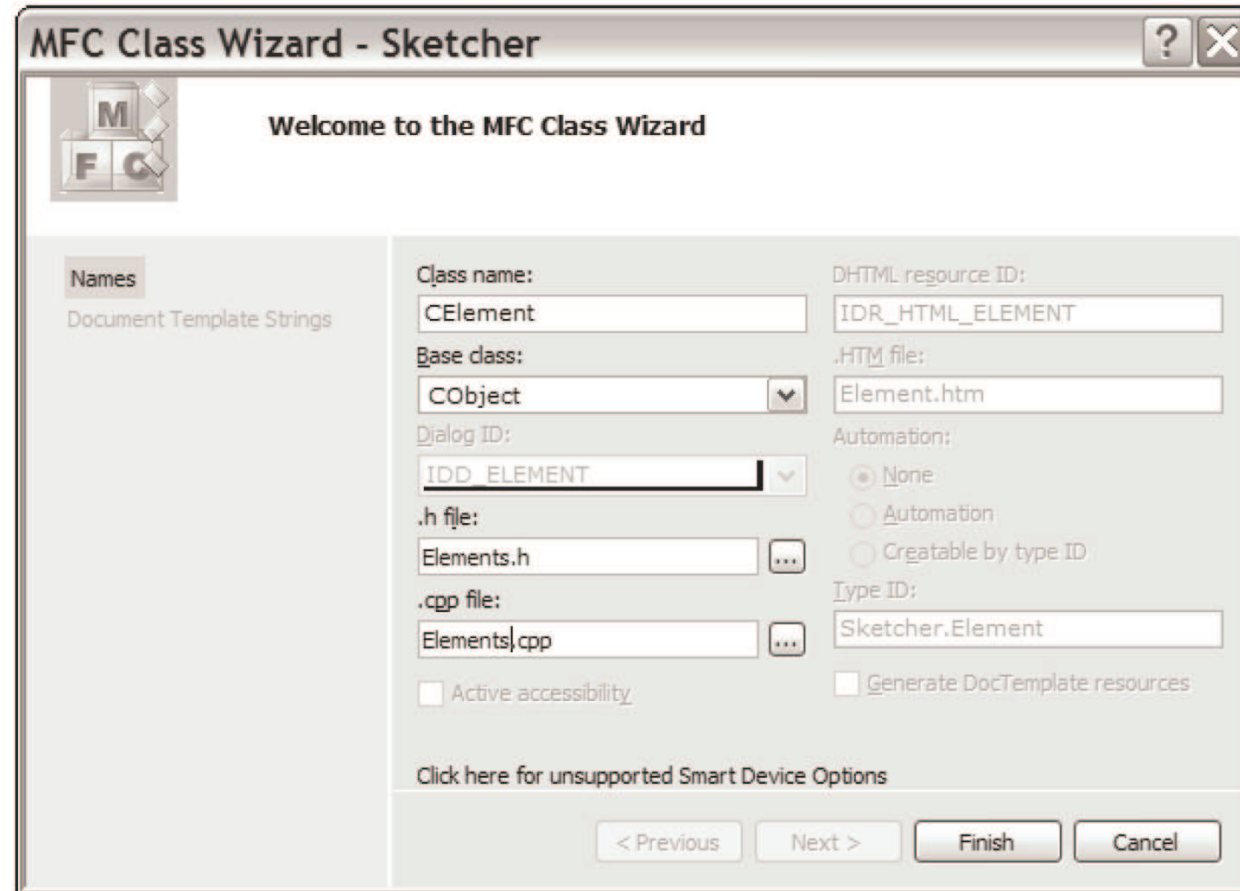 MFC Class Wizard - Sketcher
?
M
F C
Welcome to the MFC Class Wizard
Names
Document Template Strings
Class name:
CElement
Base class:
CObject
Dialog ID:
IDD_ELEMENT
.h file:
Elements.h
...
.cpp file:
Elements.cpp
...
Active accessibility
DHTML resource ID:
IDR_HTML_ELEMENT
.HTM file:
Element.htm
Automation:
None
Automation
Creatable by type ID
Type ID:
Sketcher.Element
Generate DocTemplate resources
Click here for unsupported Smart Device Options
< Previous
Next >
Finish
Cancel